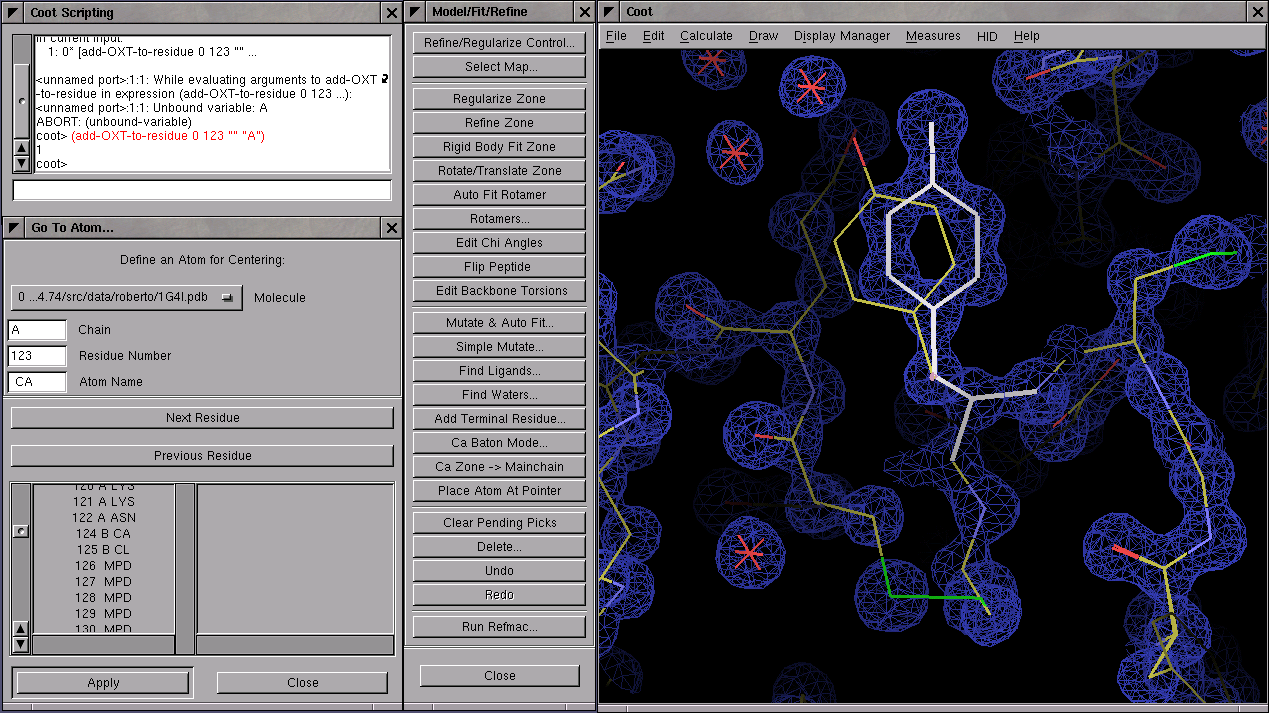 Coot Scripting
in current input:
1: 0* [add-OXT-to-residue 0 123 "" ...
<unnamed port>:1:1: While evaluating arguments to add-OXT
-to-residue in expression (add-OXT-to-residue 0 123 ...):
<unnamed port>:1:1: Unbound variable: A
ABORT: (unbound-variable)
coot> (add-OXT-to-residue 0 123 "" "A")
1
coot>
Go To Atom...
Define an Atom for Centering:
0 ...4.74/src/data/roberto/1G4I.pdb Molecule
A Chain
123 Residue Number
CA Atom Name
Next Residue
Previous Residue
120 A LYS
121 A LYS
122 A ASN
124 B CA
125 B CL
126 MPD
127 MPD
128 MPD
129 MPD
130 MPD
Apply Close
Model/Fit/Refine
Refine/Regularize Control...
Select Map...
Regularize Zone
Refine Zone
Rigid Body Fit Zone
Rotate/Translate Zone
Auto Fit Rotamer
Rotamers...
Edit Chi Angles
Flip Peptide
Edit Backbone Torsions
Mutate & Auto Fit...
Simple Mutate...
Find Ligands...
Find Waters...
Add Terminal Residue...
Ca Baton Mode...
Ca Zone -> Mainchain
Place Atom At Pointer
Clear Pending Picks
Delete...
Undo
Redo
Run Refmac...
Close
Coot
File Edit Calculate Draw Display Manager Measures HID Help